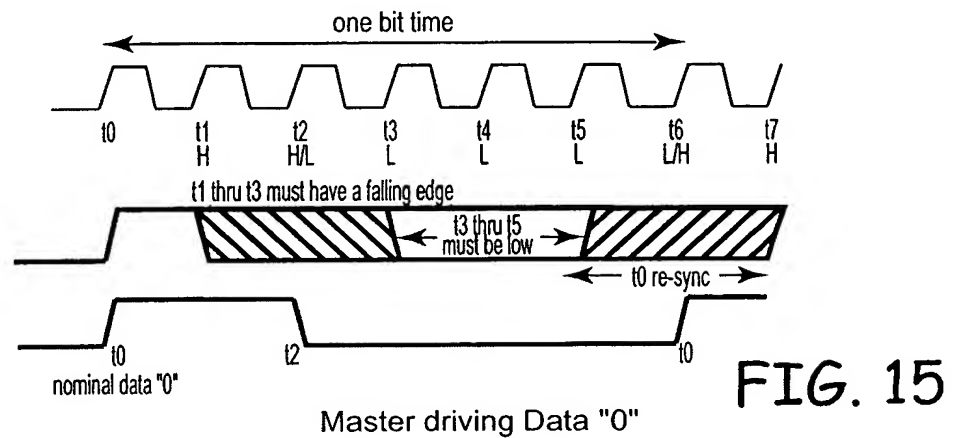 one bit time
t0 t1 t2 t3 t4 t5 t6 t7
H H/L L L L L/H H
t1 thru t3 must have a falling edge
t3 thru t5
must be low
t0 re-sync
t0 t2 t0
nominal data "0"
FIG. 15
Master driving Data "0"